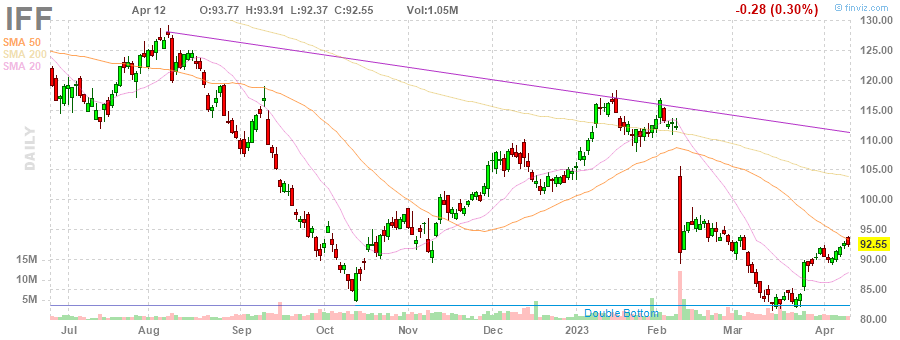 IFF Apr 12 O:93.77 H:93.91 L:91.37 C:92.55 Vol:1.05M -0.28 (0.30%) © finviz.com
SMA 50
SMA 200
SMA 20
DAILY
130.00
125.00
120.00
115.00
110.00
105.00
100.00
95.00
92.55
15M 90.00
10M
5M 85.00
Double Bottom
80.00
Jul Aug Sep Oct Nov Dec 2023 Feb Mar Apr